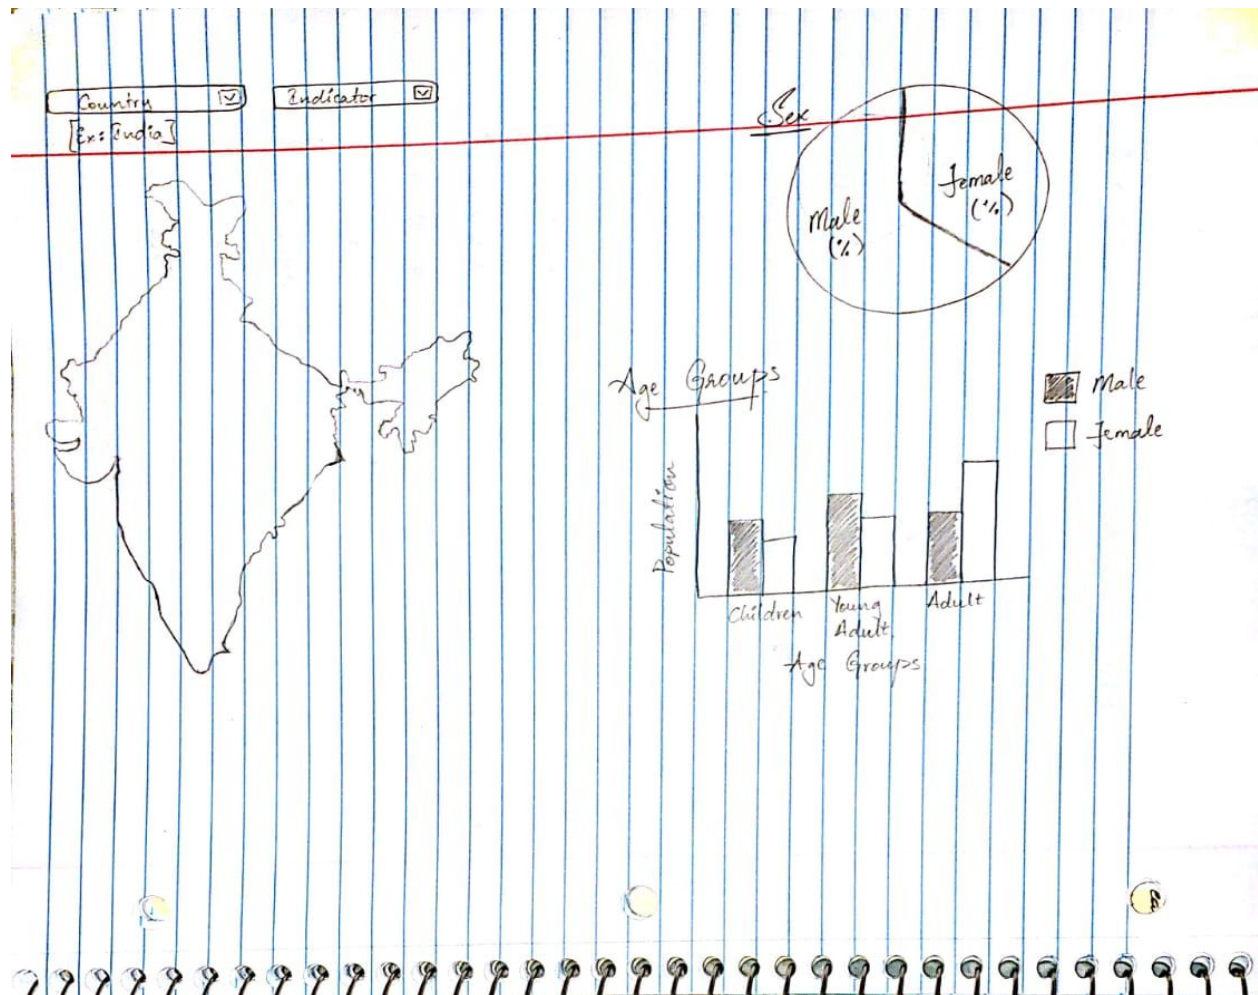 Country
[Ex: India]
Indicator
Sex
Male
(%)
Female
(%)
Age Groups
Male
Female
Population
Children
Young
Adult
Adult
Age Groups